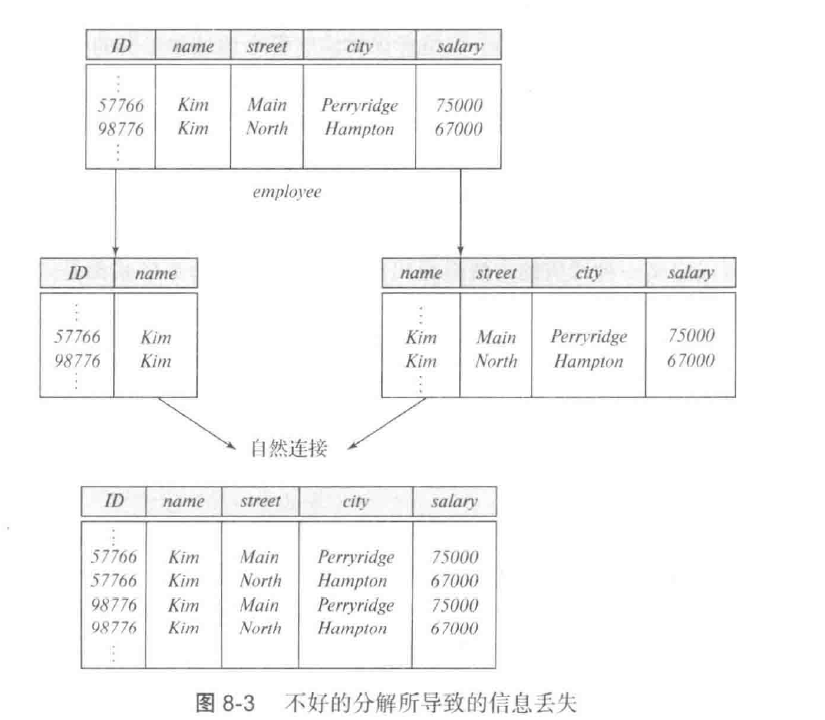 ID name street city salary
57766 Kim Main Perryridge 75000
98776 Kim North Hampton 67000
employee
ID name
57766 Kim
98776 Kim
name street city salary
Kim Main Perryridge 75000
Kim North Hampton 67000
自然连接
ID name street city salary
57766 Kim Main Perryridge 75000
57766 Kim North Hampton 67000
98776 Kim Main Perryridge 75000
98776 Kim North Hampton 67000
图 8-3 不好的分解所导致的信息丢失